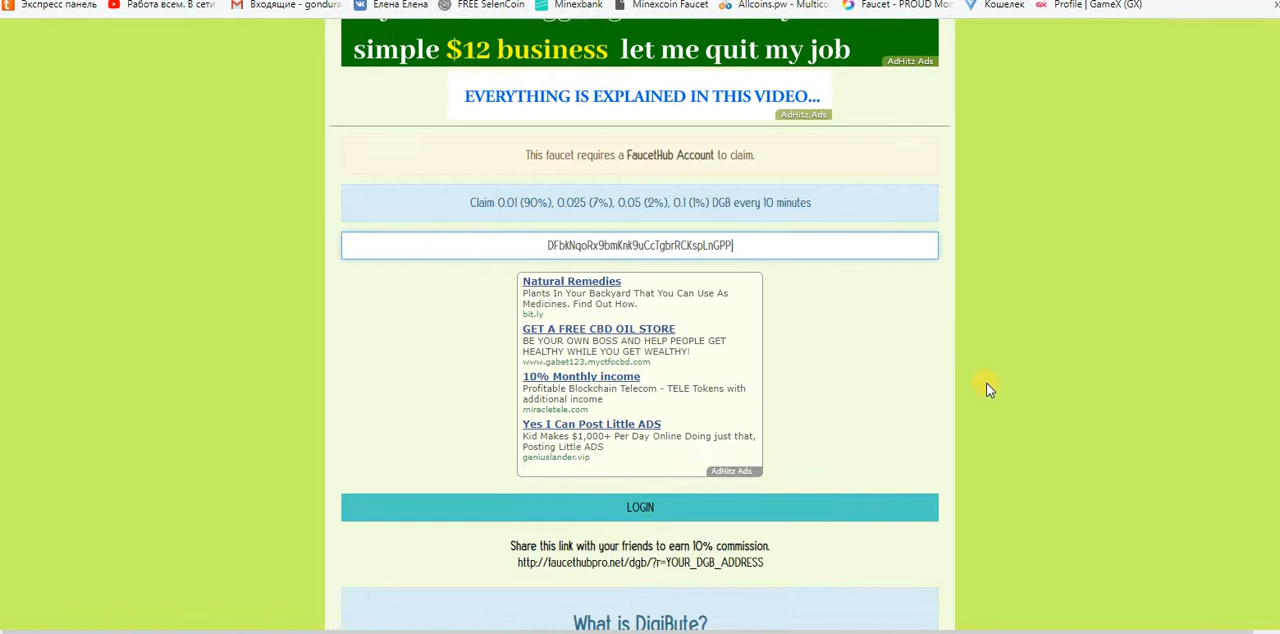 Экспресс панель
Работа всем. В сети
Входящие - gondura
Елена Елена
FREE SelenCoin
Minexbank
Minexcoin Faucet
Allcoins.pw - Multico
Faucet - PROUD Mon
Кошелек
Profile | GameX (GX)
simple $12 business let me quit my job
AdHitz Ads
EVERYTHING IS EXPLAINED IN THIS VIDEO...
AdHitz Ads
This faucet requires a FaucetHub Account to claim.
Claim 0.01 (90%), 0.025 (7%), 0.05 (2%), 0.1 (1%) DGB every 10 minutes
DFbkNqoRx9bmKnk9uCcTgbrRCKspLnGPPJ
Natural Remedies
Plants In Your Backyard That You Can Use As
Medicines. Find Out How.
bit.ly
GET A FREE CBD OIL STORE
BE YOUR OWN BOSS AND HELP PEOPLE GET
HEALTHY WHILE YOU GET WEALTHY!
www.gabet123.myctfocbd.com
10% Monthly income
Profitable Blockchain Telecom - TELE Tokens with
additional income
miracletele.com
Yes I Can Post Little ADS
Kid Makes $1,000+ Per Day Online Doing just that,
Posting Little ADS
geniuslander.vip
AdHitz Ads
LOGIN
Share this link with your friends to earn 10% commission.
http://faucethubpro.net/dgb/?r=YOUR_DGB_ADDRESS
What is DigiByte?